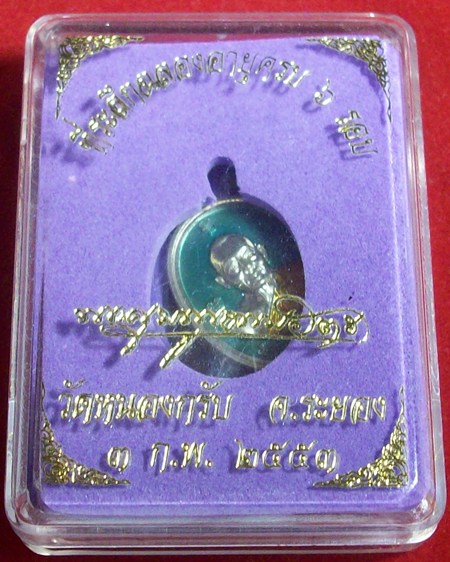 ที่ระลึกฉลองอายุครบ ๖ รอบ
วัดหนองกรับ จ.ระยอง
๓ ก.พ. ๒๕๕๓